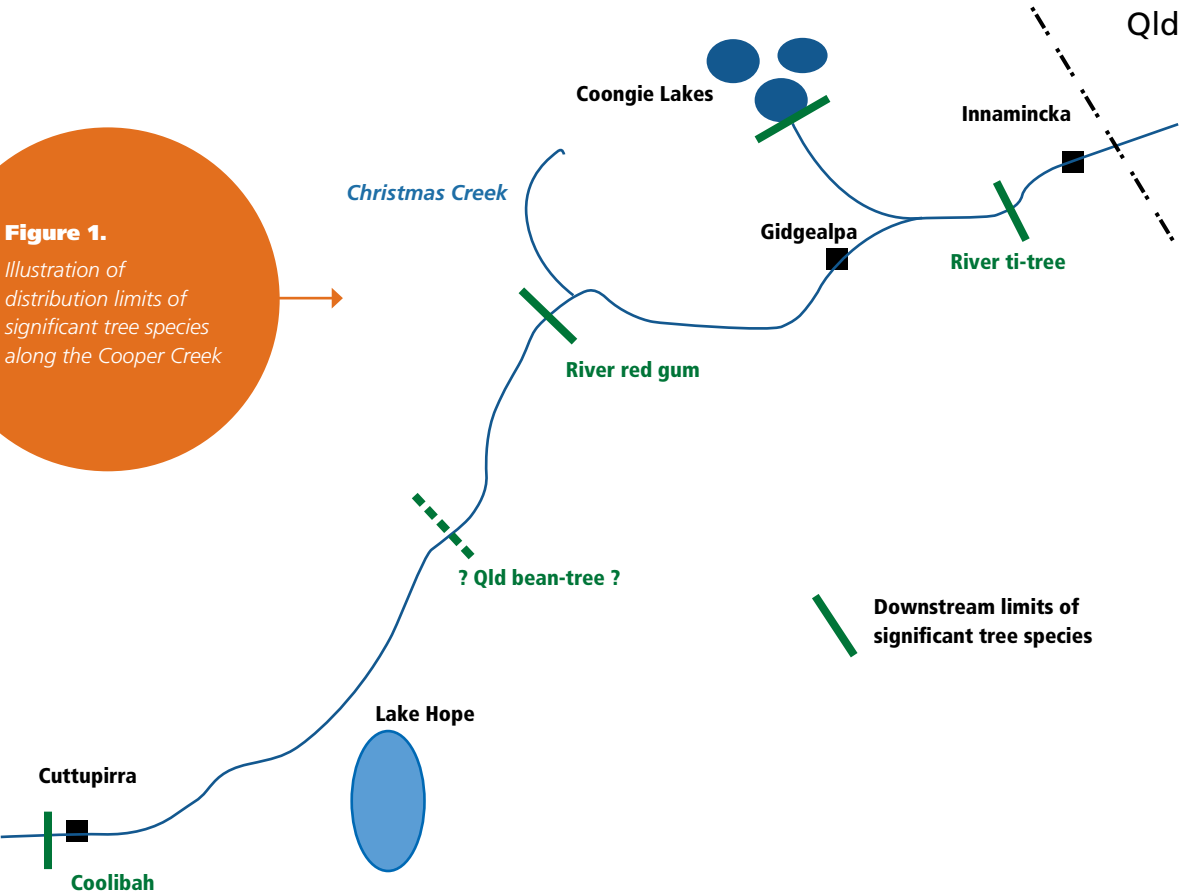 Qld
Coongie Lakes
Innamincka
Christmas Creek
Figure 1.
Illustration of
distribution limits of
significant tree species
along the Cooper Creek
Gidgealpa
River ti-tree
River red gum
? Qld bean-tree ?
Downstream limits of
significant tree species
Lake Hope
Cuttupirra
Coolibah